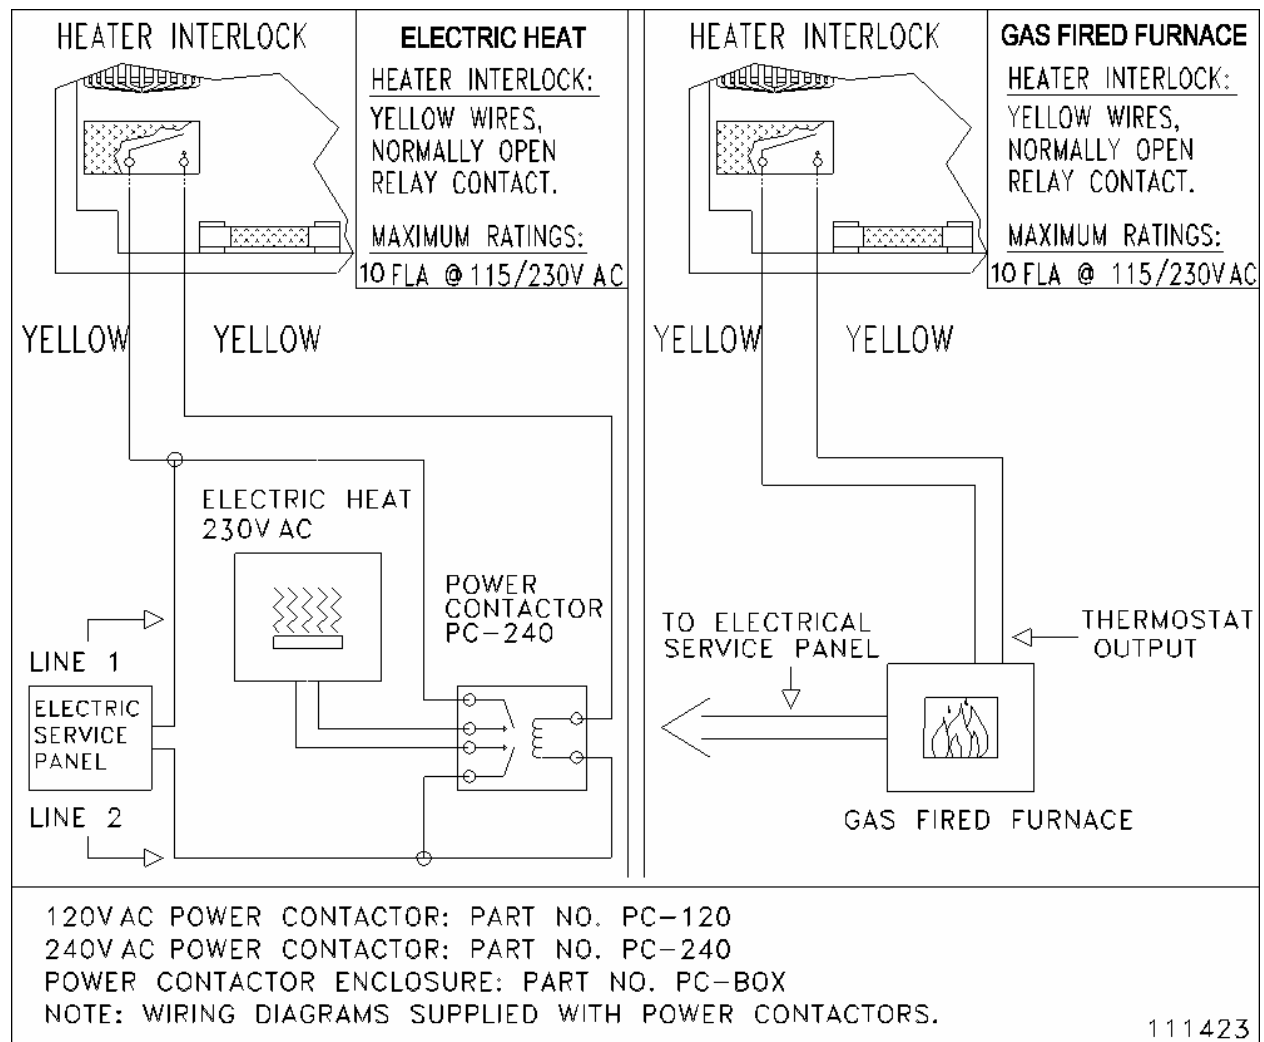 HEATER INTERLOCK
ELECTRIC HEAT
HEATER INTERLOCK:
YELLOW WIRES,
NORMALLY OPEN
RELAY CONTACT.
MAXIMUM RATINGS:
10 FLA @ 115/230V AC
YELLOW
YELLOW
ELECTRIC HEAT
230V AC
POWER
CONTACTOR
PC-240
LINE 1
ELECTRIC
SERVICE
PANEL
LINE 2
HEATER INTERLOCK
GAS FIRED FURNACE
HEATER INTERLOCK:
YELLOW WIRES,
NORMALLY OPEN
RELAY CONTACT.
MAXIMUM RATINGS:
10 FLA @ 115/230V AC
YELLOW
YELLOW
TO ELECTRICAL
SERVICE PANEL
THERMOSTAT
OUTPUT
GAS FIRED FURNACE
120V AC POWER CONTACTOR: PART NO. PC-120
240V AC POWER CONTACTOR: PART NO. PC-240
POWER CONTACTOR ENCLOSURE: PART NO. PC-BOX
NOTE: WIRING DIAGRAMS SUPPLIED WITH POWER CONTACTORS.
111423